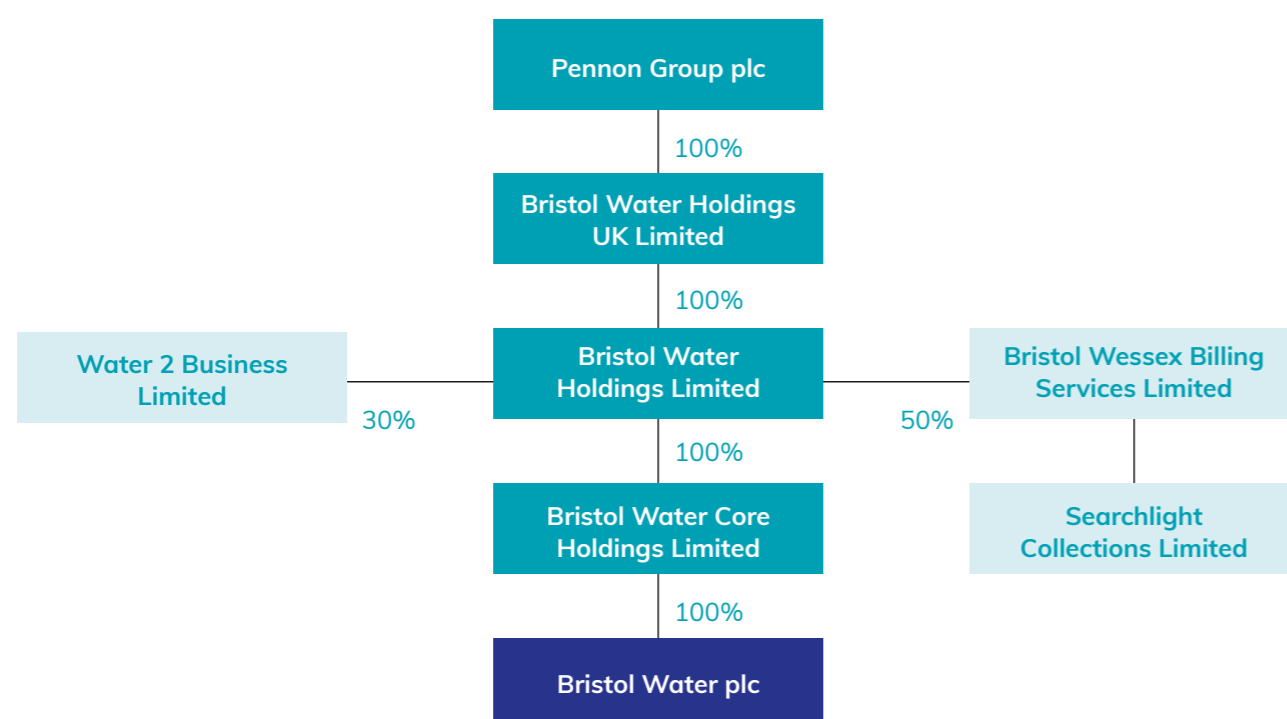 Pennon Group plc
100%
Bristol Water Holdings
UK Limited
100%
Water 2 Business
Limited
30%
Bristol Water
Holdings Limited
50%
Bristol Wessex Billing
Services Limited
100%
Bristol Water Core
Holdings Limited
Searchlight
Collections Limited
100%
Bristol Water plc